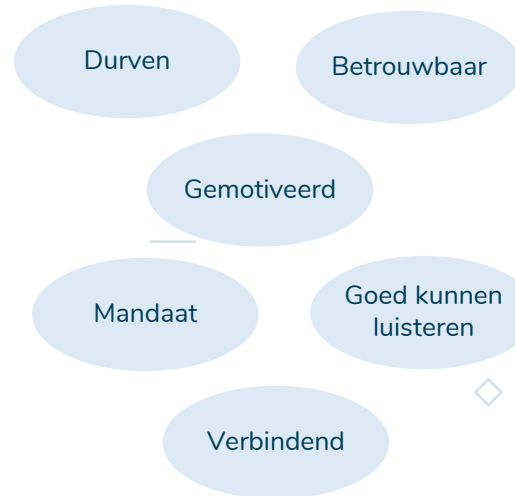 Durven
Betrouwbaar
Gemotiveerd
Mandaat
Goed kunnen
luisteren
Verbindend